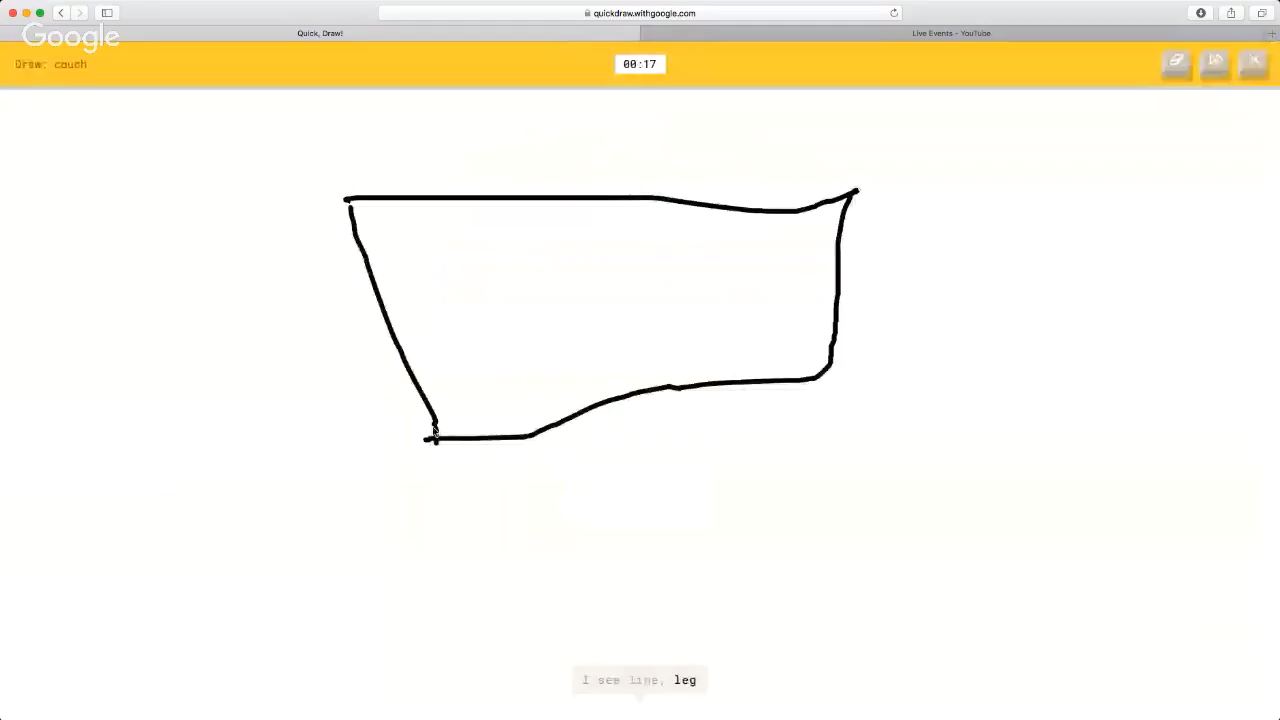 quickdraw.withgoogle.com
Quick, Draw!
Live Events - YouTube
Google
Draw: couch
00:17
I see line, leg